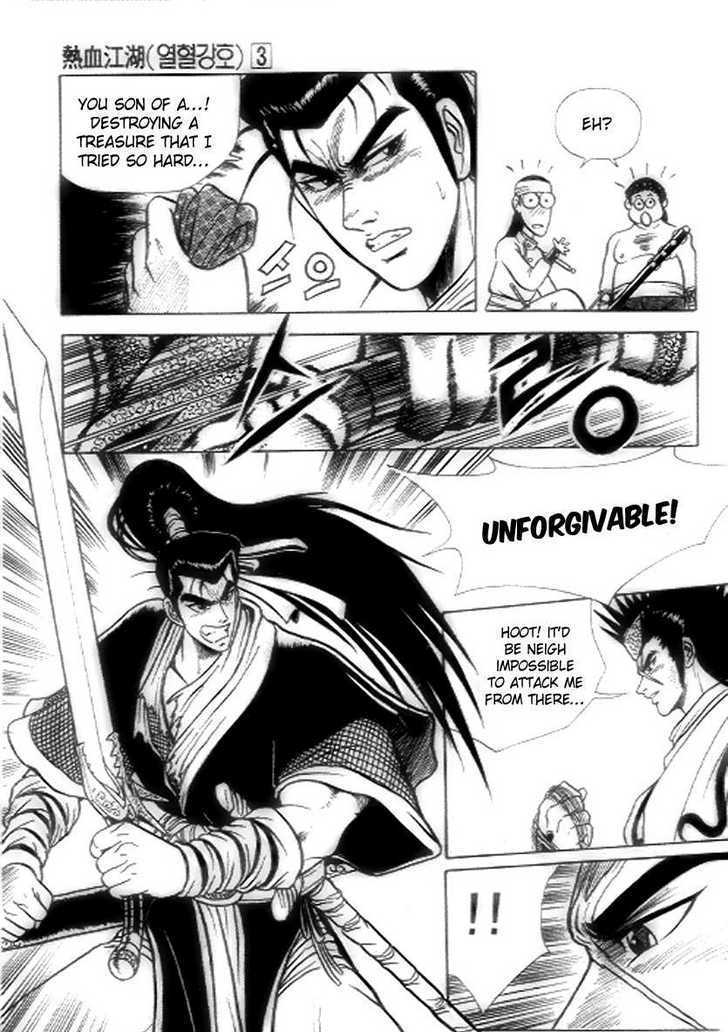 熱血江湖(열혈강호) 3
YOU SON OF A...!
DESTROYING A
TREASURE THAT I
TRIED SO HARD...
EH?
스으
스릉
UNFORGIVABLE!
HOOT! IT'D
BE NEIGH
IMPOSSIBLE
TO ATTACK ME
FROM THERE...
!!